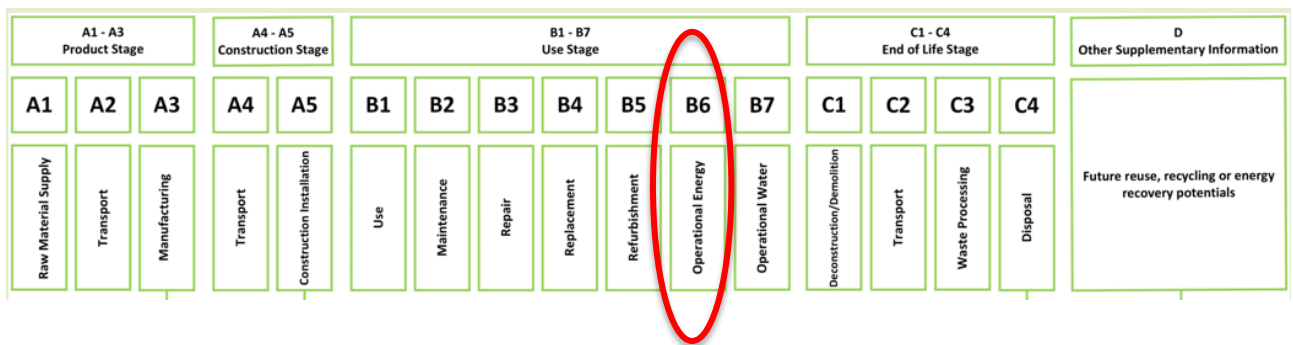 A1 - A3
Product Stage
A4 - A5
Construction Stage
B1 - B7
Use Stage
C1 - C4
End of Life Stage
D
Other Supplementary Information
A1
A2
A3
A4
A5
B1
B2
B3
B4
B5
B6
B7
C1
C2
C3
C4
Raw Material Supply
Transport
Manufacturing
Transport
Construction Installation
Use
Maintenance
Repair
Replacement
Refurbishment
Operational Energy
Operational Water
Deconstruction/Demolition
Transport
Waste Processing
Disposal
Future reuse, recycling or energy
recovery potentials